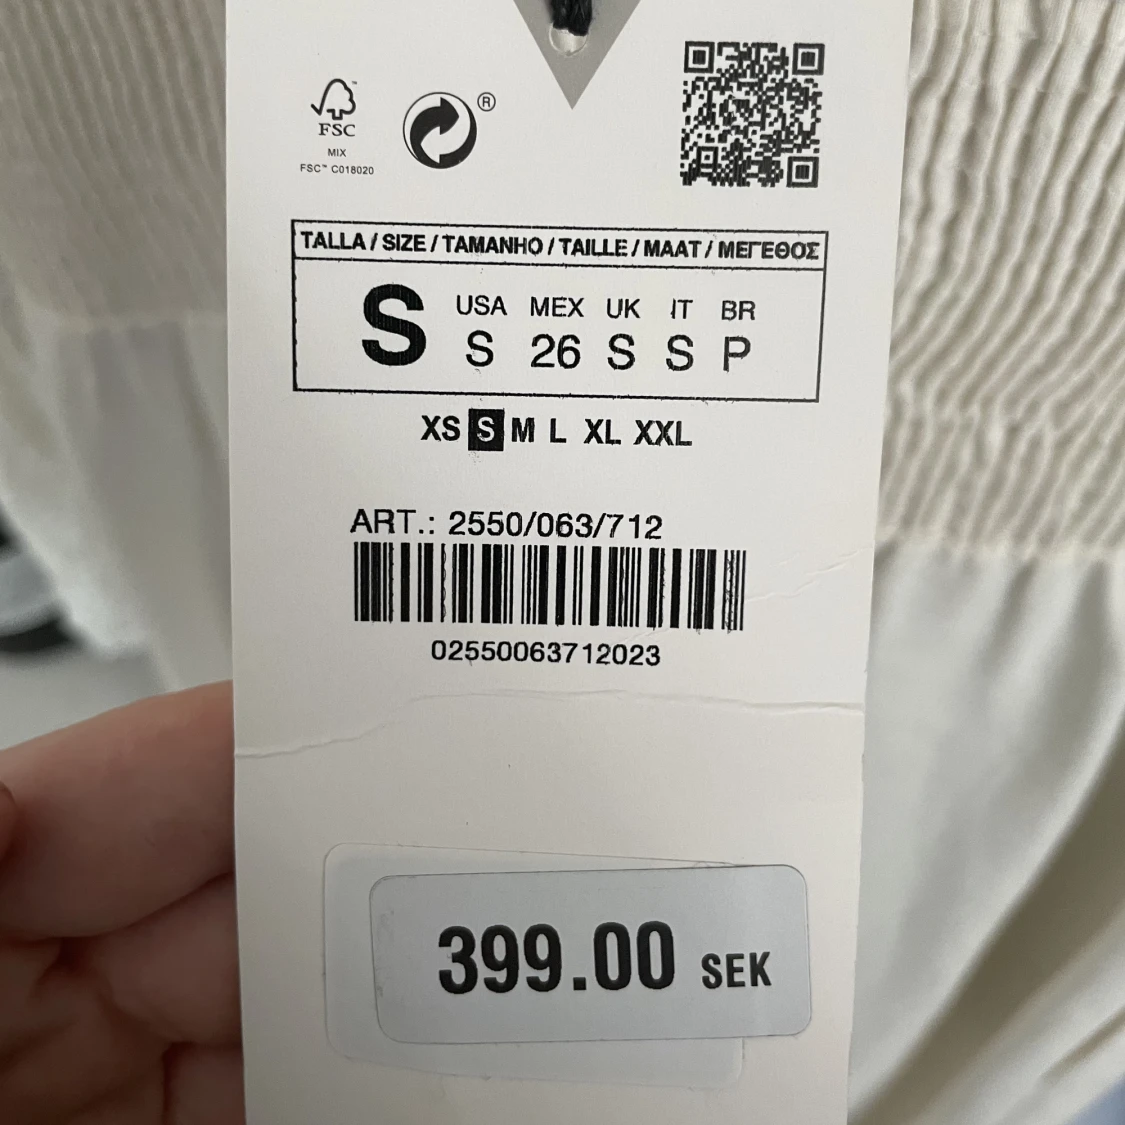 FSC™
MIX
FSC™ C018020
®
TALLA / SIZE / TAMANHO / TAILLE / MAAT / ΜΕΓΕΘΟΣ
S
USA MEX UK IT BR
S 26 S S P
XS S M L XL XXL
ART.: 2550/063/712
02550063712023
399.00 SEK